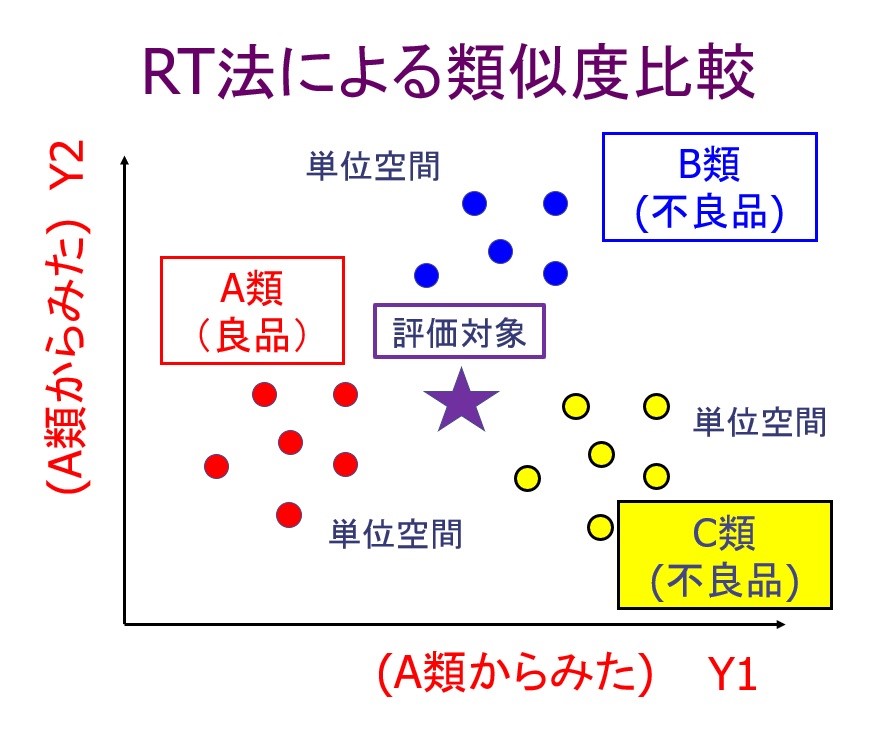 RT法による類似度比較
Y2
(A類からみた)
単位空間
B類
(不良品)
A類
（良品）
評価対象
単位空間
単位空間
C類
(不良品)
(A類からみた) Y1